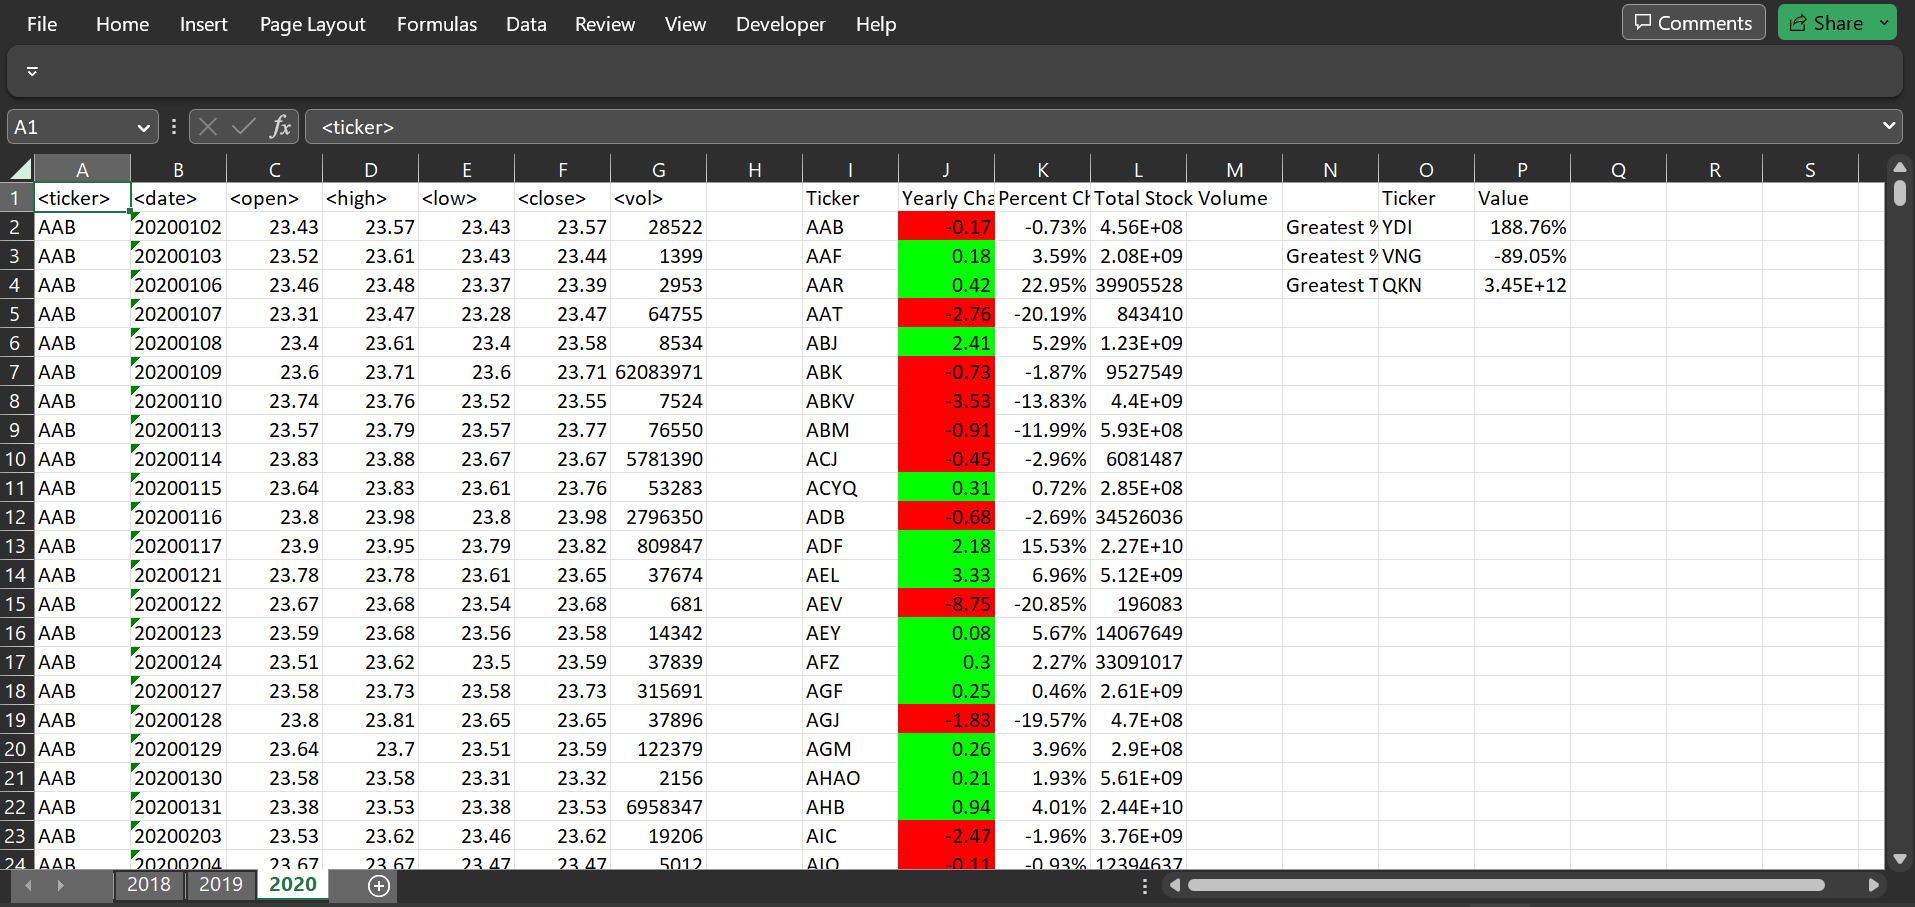 File Home Insert Page Layout Formulas Data Review View Developer Help Comments Share
A1 fx <ticker>
A B C D E F G H I J K L M N O P Q R S
1 <ticker> <date> <open> <high> <low> <close> <vol> Ticker Yearly Cha Percent Ch Total Stock Volume Ticker Value
2 AAB 20200102 23.43 23.57 23.43 23.57 28522 AAB -0.17 -0.73% 4.56E+08 Greatest % YDI 188.76%
3 AAB 20200103 23.52 23.61 23.43 23.44 1399 AAF 0.18 3.59% 2.08E+09 Greatest % VNG -89.05%
4 AAB 20200106 23.46 23.48 23.37 23.39 2953 AAR 0.42 22.95% 39905528 Greatest T QKN 3.45E+12
5 AAB 20200107 23.31 23.47 23.28 23.47 64755 AAT -2.76 -20.19% 843410
6 AAB 20200108 23.4 23.61 23.4 23.58 8534 ABJ 2.41 5.29% 1.23E+09
7 AAB 20200109 23.6 23.71 23.6 23.71 62083971 ABK -0.73 -1.87% 9527549
8 AAB 20200110 23.74 23.76 23.52 23.55 7524 ABKV -3.53 -13.83% 4.4E+09
9 AAB 20200113 23.57 23.79 23.57 23.77 76550 ABM -0.91 -11.99% 5.93E+08
10 AAB 20200114 23.83 23.88 23.67 23.67 5781390 ACJ -0.45 -2.96% 6081487
11 AAB 20200115 23.64 23.83 23.61 23.76 53283 ACYQ 0.31 0.72% 2.85E+08
12 AAB 20200116 23.8 23.98 23.8 23.98 2796350 ADB -0.68 -2.69% 34526036
13 AAB 20200117 23.9 23.95 23.79 23.82 809847 ADF 2.18 15.53% 2.27E+10
14 AAB 20200121 23.78 23.78 23.61 23.65 37674 AEL 3.33 6.96% 5.12E+09
15 AAB 20200122 23.67 23.68 23.54 23.68 681 AEV -8.75 -20.85% 196083
16 AAB 20200123 23.59 23.68 23.56 23.58 14342 AEY 0.08 5.67% 14067649
17 AAB 20200124 23.51 23.62 23.5 23.59 37839 AFZ 0.3 2.27% 33091017
18 AAB 20200127 23.58 23.73 23.58 23.73 315691 AGF 0.25 0.46% 2.61E+09
19 AAB 20200128 23.8 23.81 23.65 23.65 37896 AGJ -1.83 -19.57% 4.7E+08
20 AAB 20200129 23.64 23.7 23.51 23.59 122379 AGM 0.26 3.96% 2.9E+08
21 AAB 20200130 23.58 23.58 23.31 23.32 2156 AHAO 0.21 1.93% 5.61E+09
22 AAB 20200131 23.38 23.53 23.38 23.53 6958347 AHB 0.94 4.01% 2.44E+10
23 AAB 20200203 23.53 23.62 23.46 23.62 19206 AIC -2.47 -1.96% 3.76E+09
24 AAB 20200204 23.67 23.67 23.47 23.47 5012 -0.11 -0.93% 12394637
2018 2019 2020